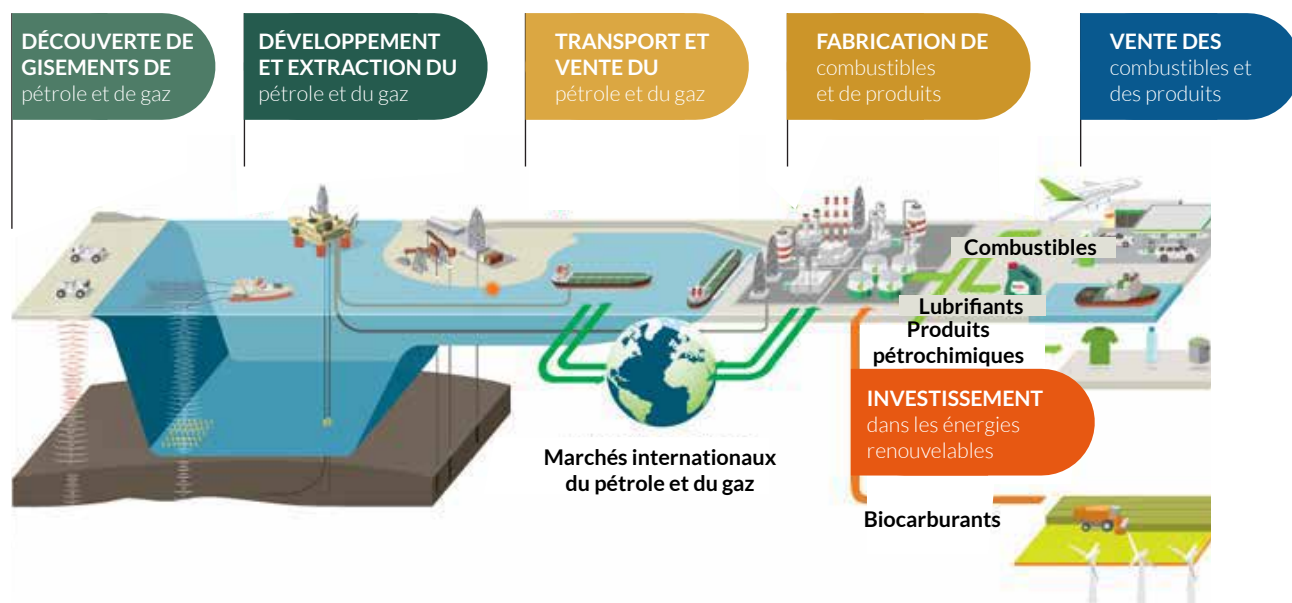 DÉCOUVERTE DE
GISEMENTS DE
pétrole et de gaz
DÉVELOPPEMENT
ET EXTRACTION DU
pétrole et du gaz
TRANSPORT ET
VENTE DU
pétrole et du gaz
FABRICATION DE
combustibles
et de produits
VENTE DES
combustibles et
des produits
Combustibles
Lubrifiants
Produits
pétrochimiques
INVESTISSEMENT
dans les énergies
renouvelables
Marchés internationaux
du pétrole et du gaz
Biocarburants